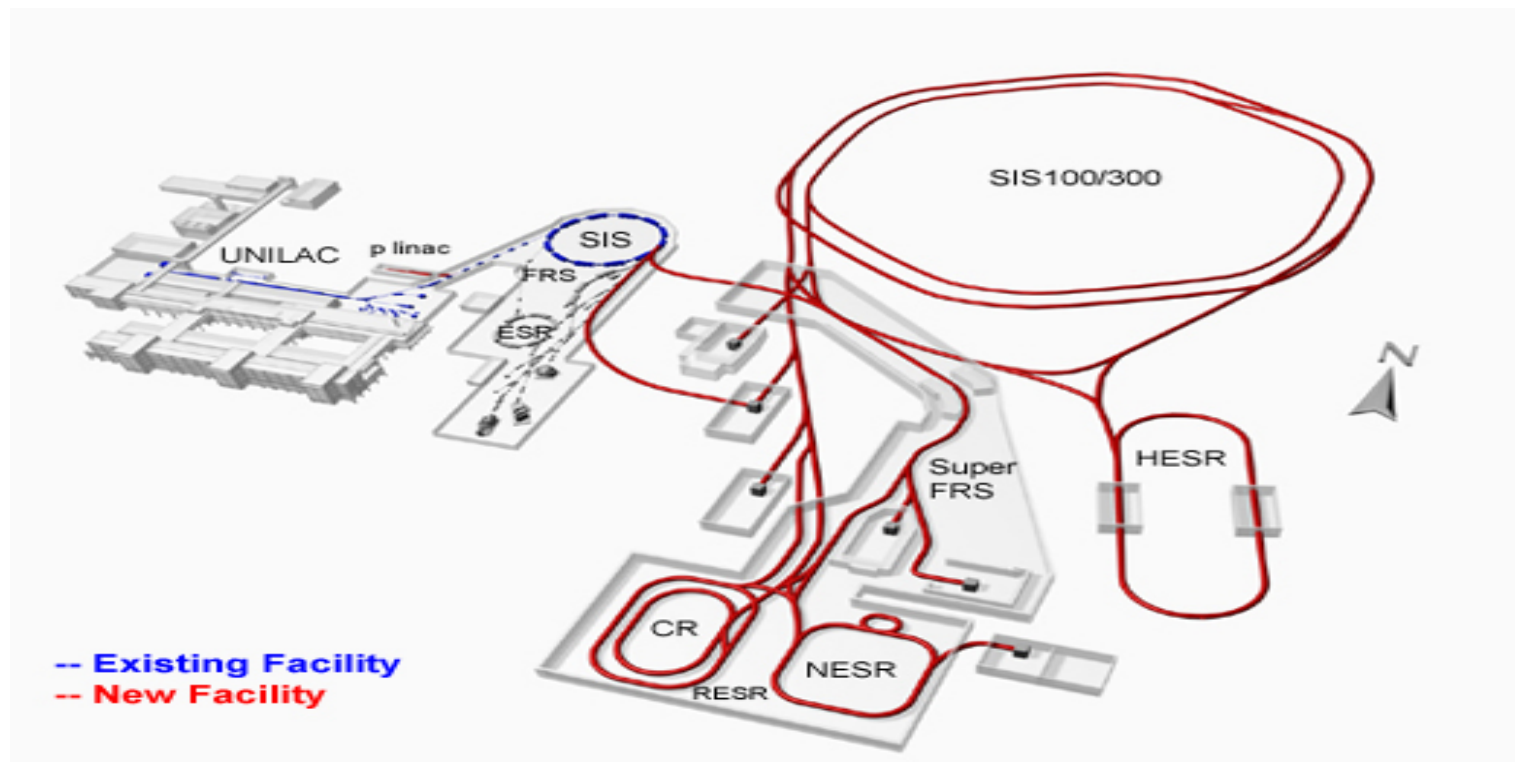 SIS100/300
UNILAC
p linac
SIS
FRS
ESR
N
HESR
Super
FRS
CR
NESR
RESR
-- Existing Facility
-- New Facility